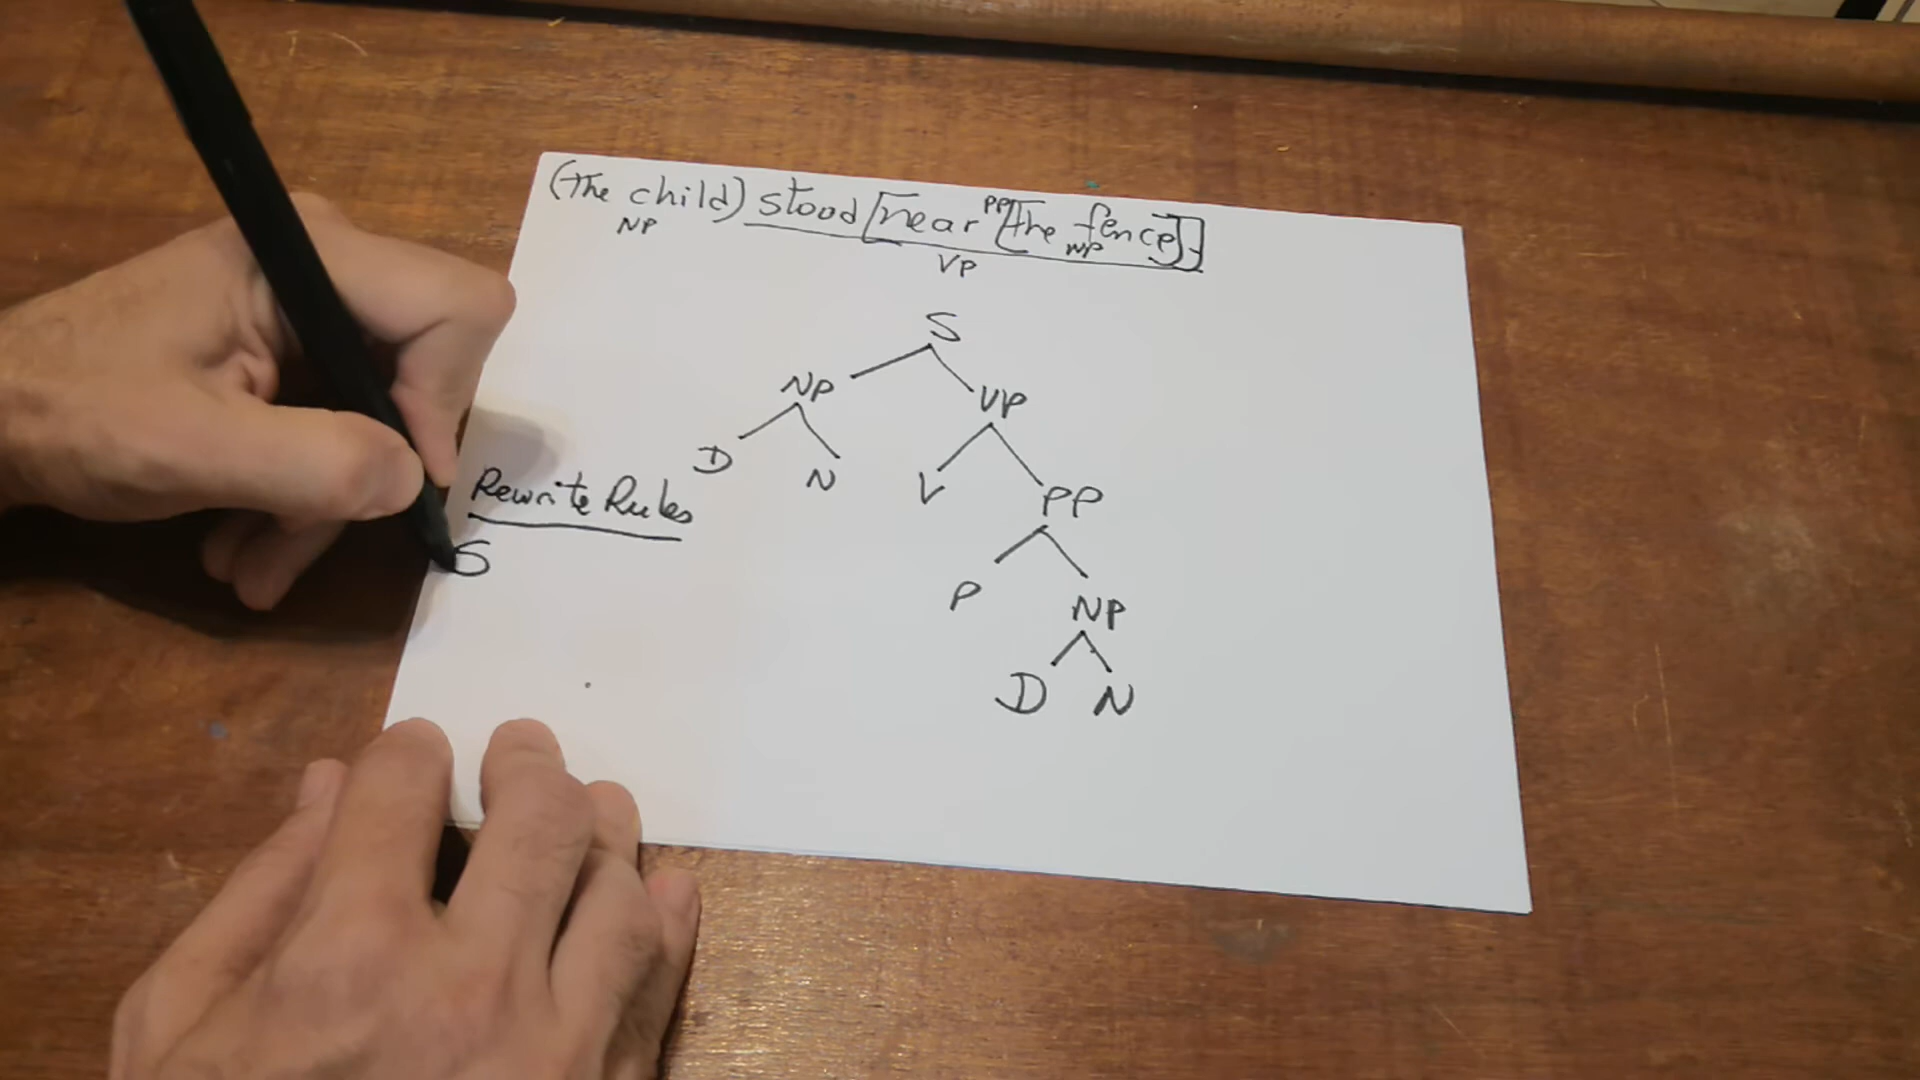 (The child) stood [near PP [the fence]]
NP NP
VP
S
NP VP
D N V PP
Rewrite Rules
S
P NP
D N